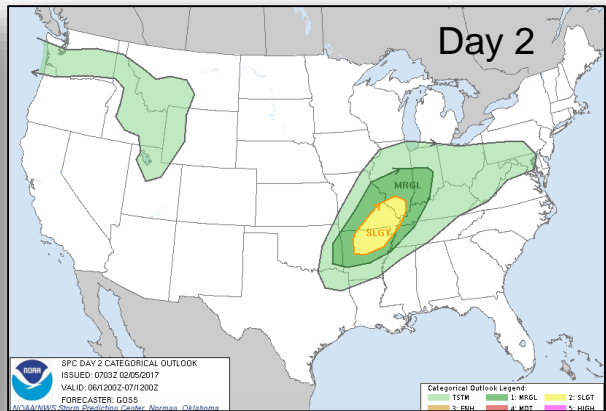 Day 2
MRGL
SLGT
SPC DAY 2 CATEGORICAL OUTLOOK
ISSUED: 0703Z 02/05/2017
VALID: 06/1200Z-07/1200Z
FORECASTER: GOSS
NOAA/NWS Storm Prediction Center, Norman, Oklahoma
NOAA
Categorical Outlook Legend:
TSTM 1: MRGL 2: SLGT
3: ENH 4: MDT 5: HIGH